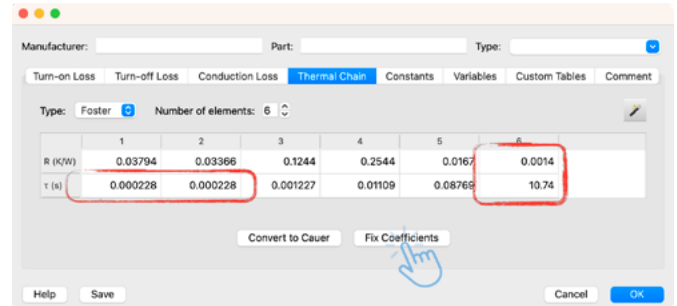 Manufacturer: Part: Type:
Turn-on Loss Turn-off Loss Conduction Loss Thermal Chain Constants Variables Custom Tables Comment
Type: Foster Number of elements: 6
1 2 3 4 5 6
R (K/W) 0.03794 0.03366 0.1244 0.2544 0.0167 0.0014
τ (s) 0.000228 0.000228 0.001227 0.01109 0.08769 10.74
Convert to Cauer Fix Coefficients
Help Save Cancel OK